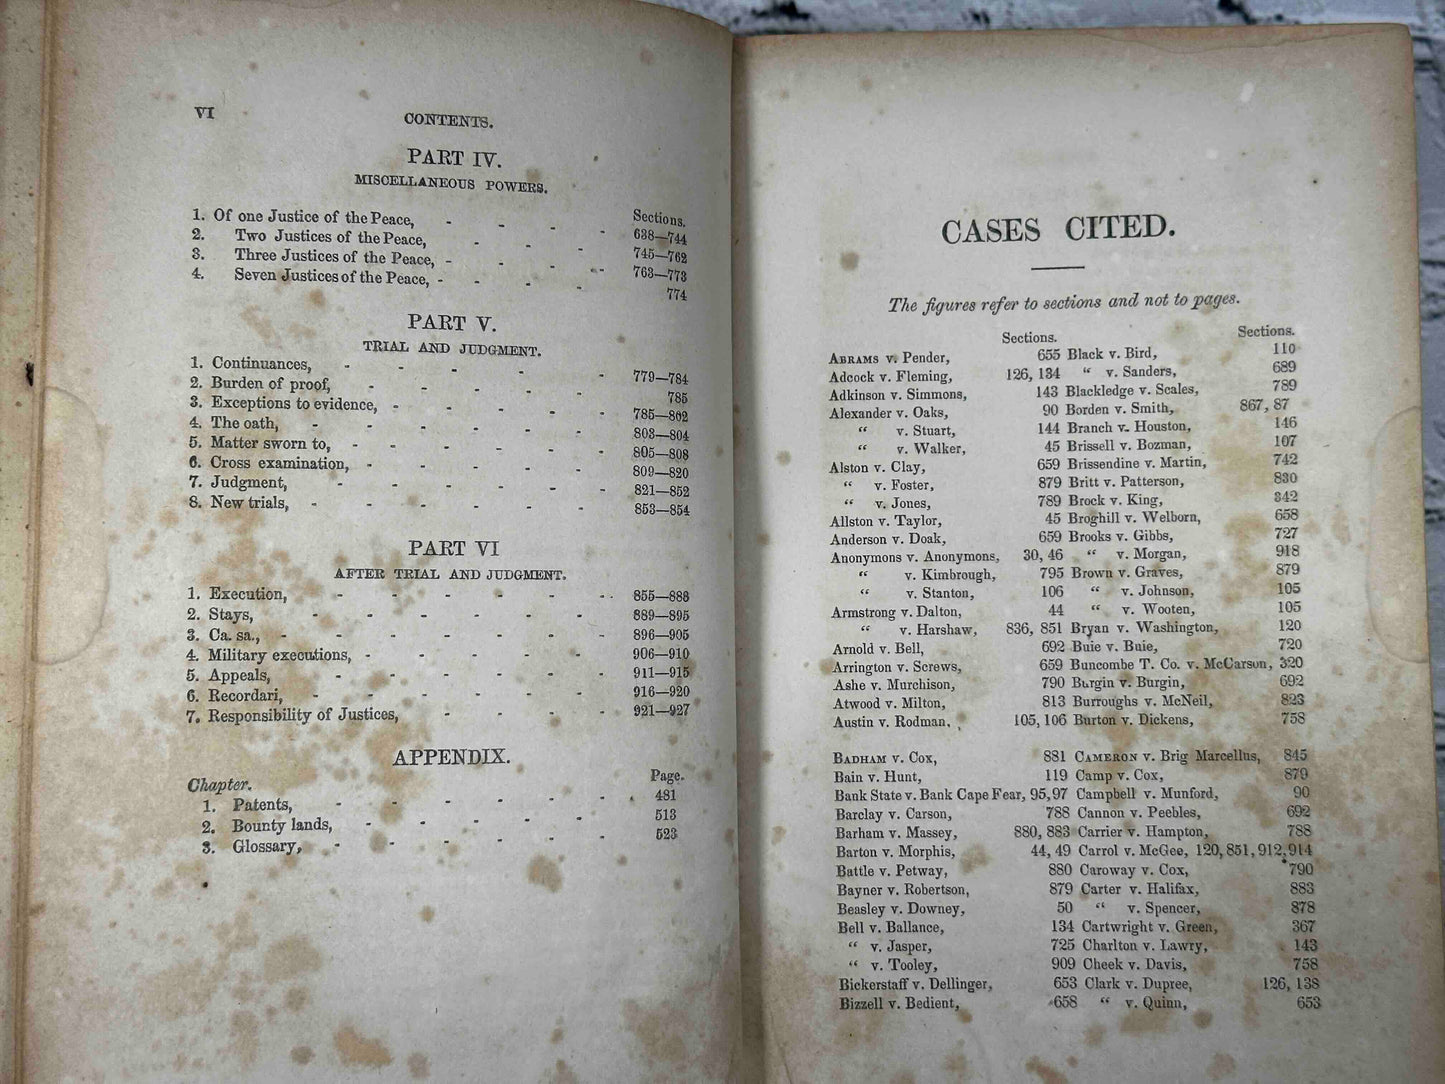 VI
CONTENTS.
PART IV.
MISCELLANEOUS POWERS.
Sections.
1. Of one Justice of the Peace, - - - - 638—744
2. Two Justices of the Peace, - - - 745—762
3. Three Justices of the Peace, - - - - 763—773
4. Seven Justices of the Peace, - - - - 774
PART V.
TRIAL AND JUDGMENT.
1. Continuances, - - - - - 779—784
2. Burden of proof, - - - - 785
3. Exceptions to evidence, - - - - - 785—802
4. The oath, - - - - - - 803—804
5. Matter sworn to, - - - - - - 805—808
6. Cross examination, - - - - - 809—820
7. Judgment, - - - - - - 821—852
8. New trials, - - - - - - 853—854
PART VI
AFTER TRIAL AND JUDGMENT.
1. Execution, - - - - - - 855—888
2. Stays, - - - - - - 889—895
3. Ca. sa., - - - - - - - 896—905
4. Military executions, - - - - - 906—910
5. Appeals, - - - - - - 911—915
6. Recordari, - - - - - - 916—920
7. Responsibility of Justices, - - - - 921—927
APPENDIX.
Chapter. Page.
1. Patents, - - - - - - 481
2. Bounty lands, - - - - - 513
3. Glossary, - - - - - - 523
CASES CITED.
The figures refer to sections and not to pages.
Sections.
ABRAMS v. Pender, 655
Adcock v. Fleming, 126, 134
Adkinson v. Simmons, 143
Alexander v. Oaks, 90
“ v. Stuart, 144
“ v. Walker, 45
Alston v. Clay, 659
“ v. Foster, 879
“ v. Jones, 789
Allston v. Taylor, 45
Anderson v. Doak, 659
Anonymons v. Anonymons, 30, 46
“ v. Kimbrough, 795
“ v. Stanton, 106
Armstrong v. Dalton, 44
“ v. Harshaw, 836, 851
Arnold v. Bell, 692
Arrington v. Screws, 659
Ashe v. Murchison, 790
Atwood v. Milton, 813
Austin v. Rodman, 105, 106
BADHAM v. Cox, 881
Bain v. Hunt, 119
Bank State v. Bank Cape Fear, 95, 97
Barclay v. Carson, 788
Barham v. Massey, 880, 883
Barton v. Morphis, 44, 49
Battle v. Petway, 880
Bayner v. Robertson, 879
Beasley v. Downey, 50
Bell v. Ballance, 134
“ v. Jasper, 725
“ v. Tooley, 909
Bickerstaff v. Dellinger, 653
Bizzell v. Bedient, 658
Sections.
Black v. Bird, 110
“ v. Sanders, 689
Blackledge v. Scales, 789
Borden v. Smith, 867, 87
Branch v. Houston, 146
Brissell v. Bozman, 107
Brissendine v. Martin, 742
Britt v. Patterson, 830
Brock v. King, 342
Broghill v. Welborn, 658
Brooks v. Gibbs, 727
“ v. Morgan, 918
Brown v. Graves, 879
“ v. Johnson, 105
“ v. Wooten, 105
Bryan v. Washington, 120
Buie v. Buie, 720
Buncombe T. Co. v. McCarson, 320
Burgin v. Burgin, 692
Burroughs v. McNeil, 823
Burton v. Dickens, 758
CAMERON v. Brig Marcellus, 845
Camp v. Cox, 879
Campbell v. Munford, 90
Cannon v. Peebles, 692
Carrier v. Hampton, 788
Carrol v. McGee, 120, 851, 912, 914
Caroway v. Cox, 790
Carter v. Halifax, 883
“ v. Spencer, 878
Cartwright v. Green, 367
Charlton v. Lawry, 143
Cheek v. Davis, 758
Clark v. Dupree, 126, 138
“ v. Quinn, 653